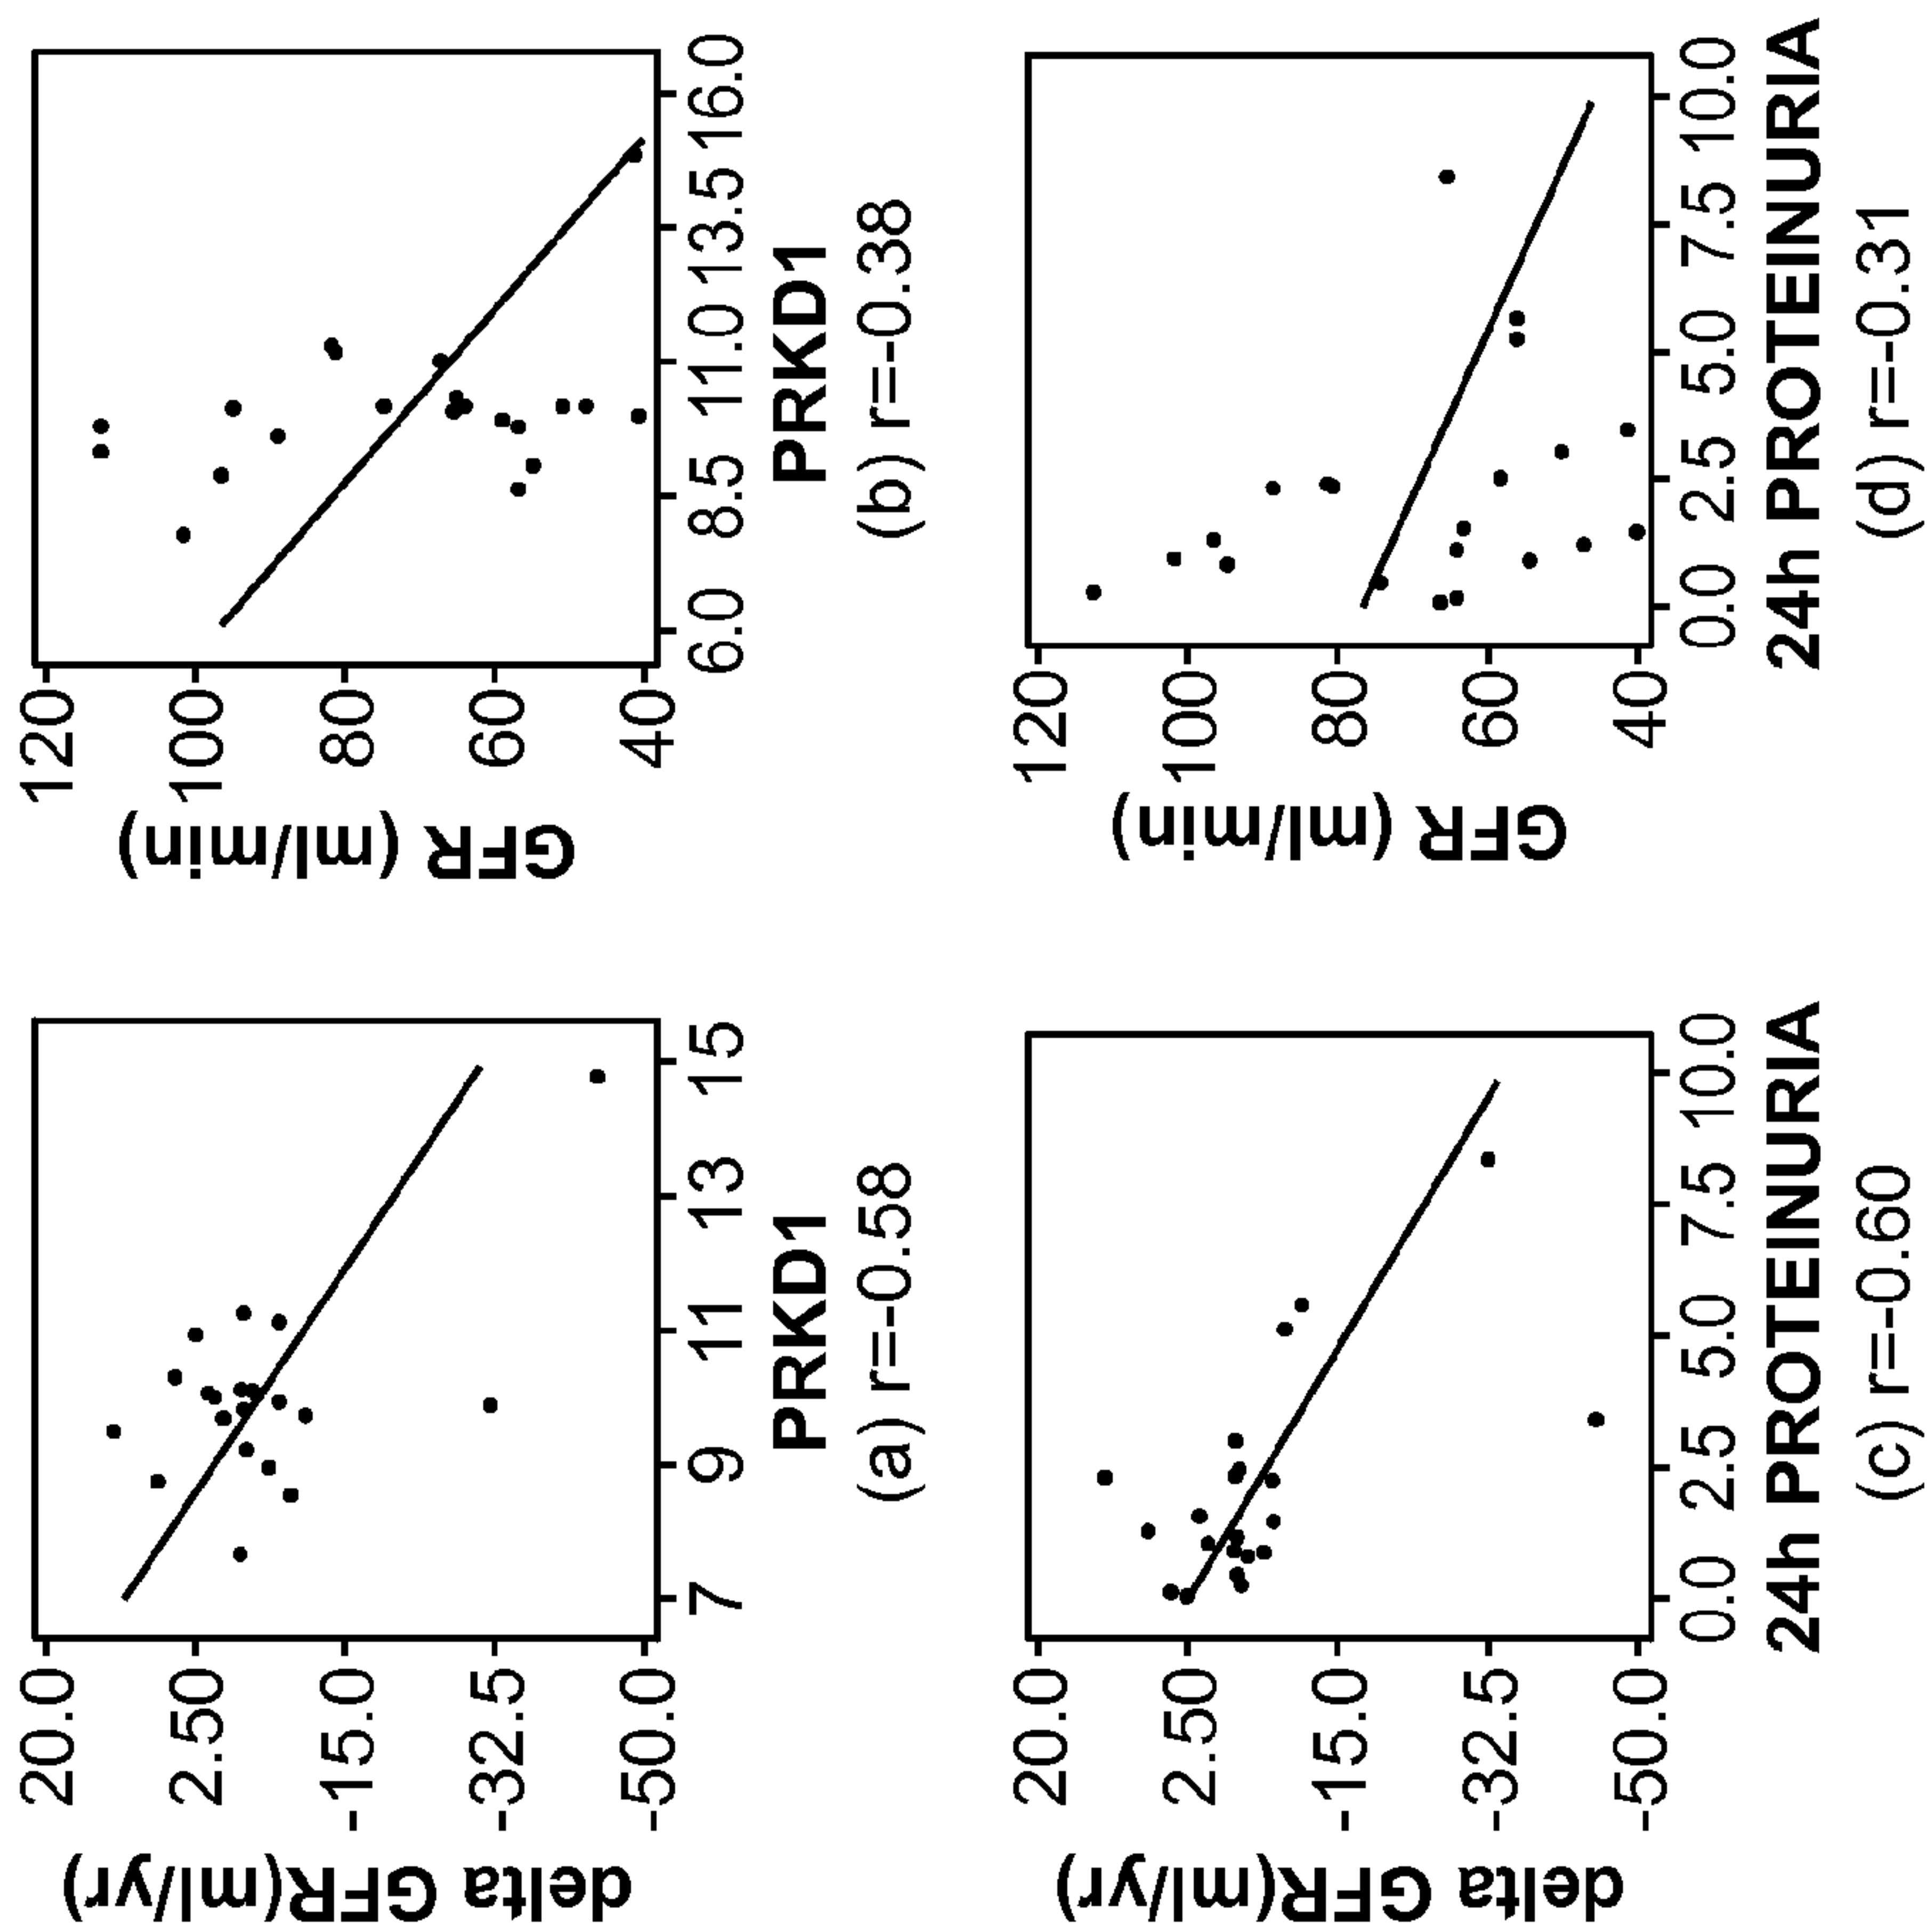 delta GFR(ml/yr)
20.0
2.50
-15.0
-32.5
-50.0
7 9 11 13 15
PRKD1
(a) r=-0.58
GFR (ml/min)
120
100
80
60
40
6.0 8.5 11.0 13.5 16.0
PRKD1
(b) r=-0.38
delta GFR(ml/yr)
20.0
2.50
-15.0
-32.5
-50.0
0.0 2.5 5.0 7.5 10.0
24h PROTEINURIA
(c) r=-0.60
GFR (ml/min)
120
100
80
60
40
0.0 2.5 5.0 7.5 10.0
24h PROTEINURIA
(d) r=-0.31